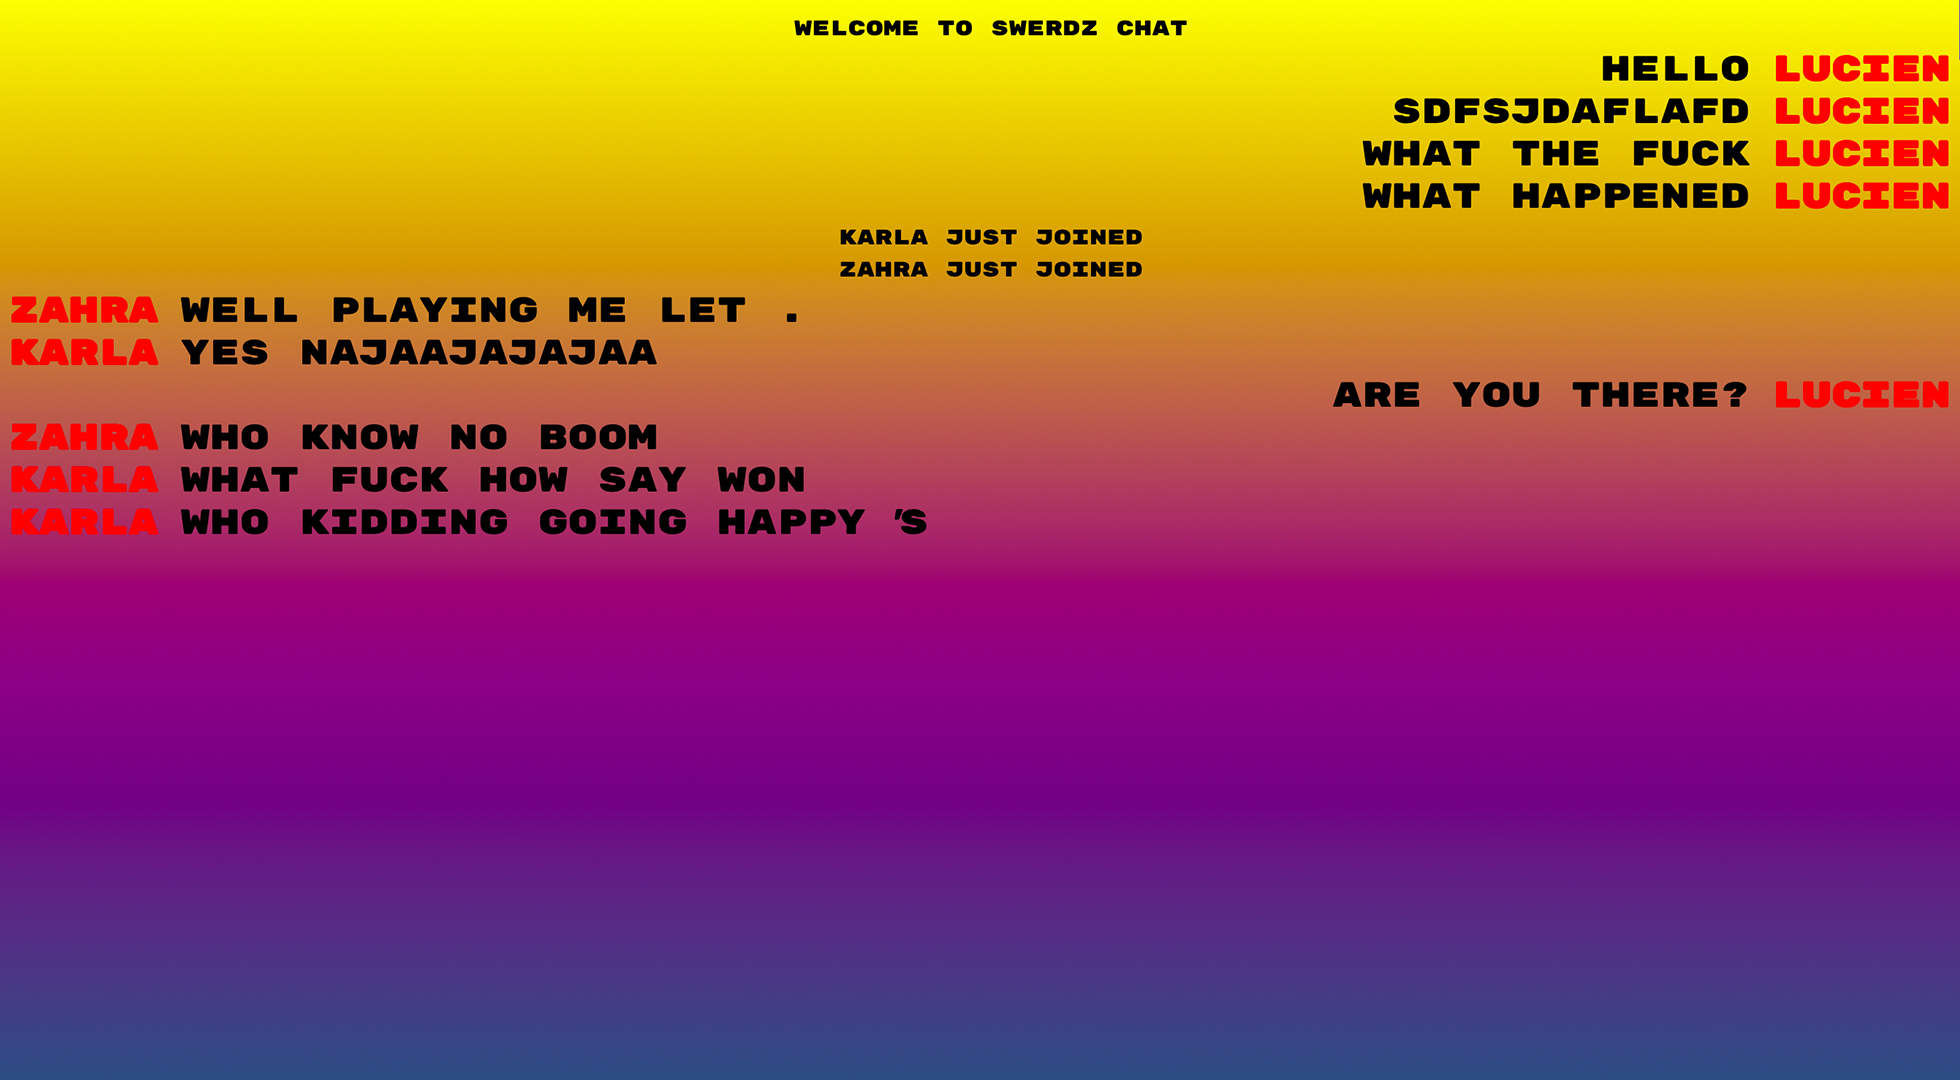 WELCOME TO SWERDZ CHAT
HELLO LUCIEN
SDFSJDAFLAFD LUCIEN
WHAT THE FUCK LUCIEN
WHAT HAPPENED LUCIEN
KARLA JUST JOINED
ZAHRA JUST JOINED
ZAHRA WELL PLAYING ME LET .
KARLA YES NAJAAJAJAJAA
ARE YOU THERE? LUCIEN
ZAHRA WHO KNOW NO BOOM
KARLA WHAT FUCK HOW SAY WON
KARLA WHO KIDDING GOING HAPPY 'S